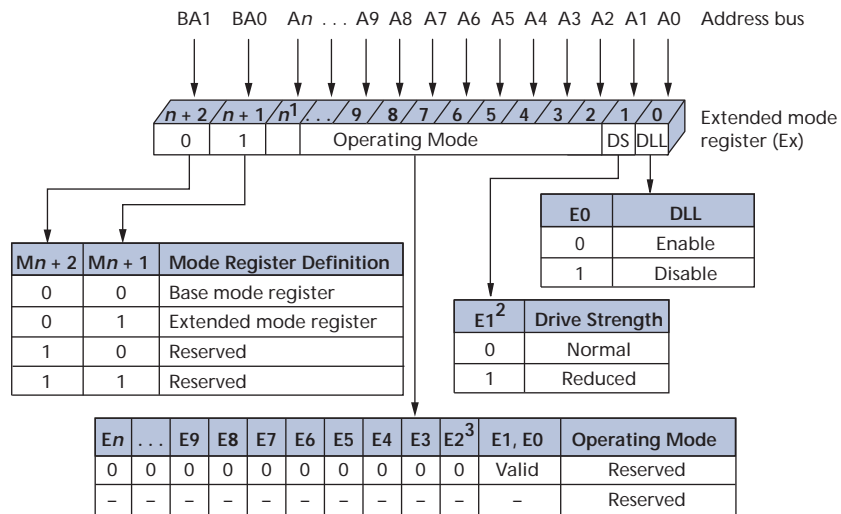 BA1 BA0 An . . . A9 A8 A7 A6 A5 A4 A3 A2 A1 A0 Address bus
n + 2 n + 1 n1 . . . 9 8 7 6 5 4 3 2 1 0
Extended mode
register (Ex)
0 1 Operating Mode DS DLL
E0 DLL
0 Enable
1 Disable
Mn + 2 Mn + 1 Mode Register Definition
0 0 Base mode register
0 1 Extended mode register
1 0 Reserved
1 1 Reserved
E12 Drive Strength
0 Normal
1 Reduced
En . . . E9 E8 E7 E6 E5 E4 E3 E23 E1, E0 Operating Mode
0 0 0 0 0 0 0 0 0 0 Valid Reserved
– – – – – – – – – – – Reserved